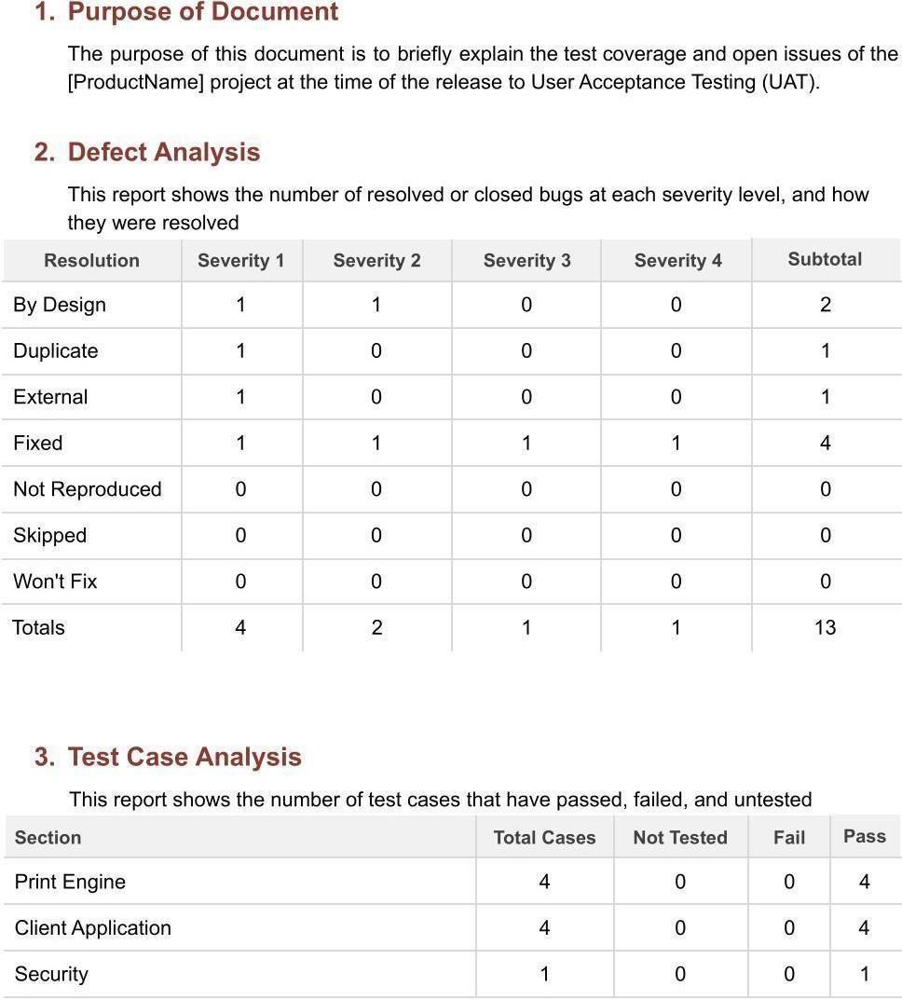 1. Purpose of Document
The purpose of this document is to briefly explain the test coverage and open issues of the
[ProductName] project at the time of the release to User Acceptance Testing (UAT).
2. Defect Analysis
This report shows the number of resolved or closed bugs at each severity level, and how
they were resolved
Resolution Severity 1 Severity 2 Severity 3 Severity 4 Subtotal
By Design 1 1 0 0 2
Duplicate 1 0 0 0 1
External 1 0 0 0 1
Fixed 1 1 1 1 4
Not Reproduced 0 0 0 0 0
Skipped 0 0 0 0 0
Won't Fix 0 0 0 0 0
Totals 4 2 1 1 13
3. Test Case Analysis
This report shows the number of test cases that have passed, failed, and untested
Section Total Cases Not Tested Fail Pass
Print Engine 4 0 0 4
Client Application 4 0 0 4
Security 1 0 0 1